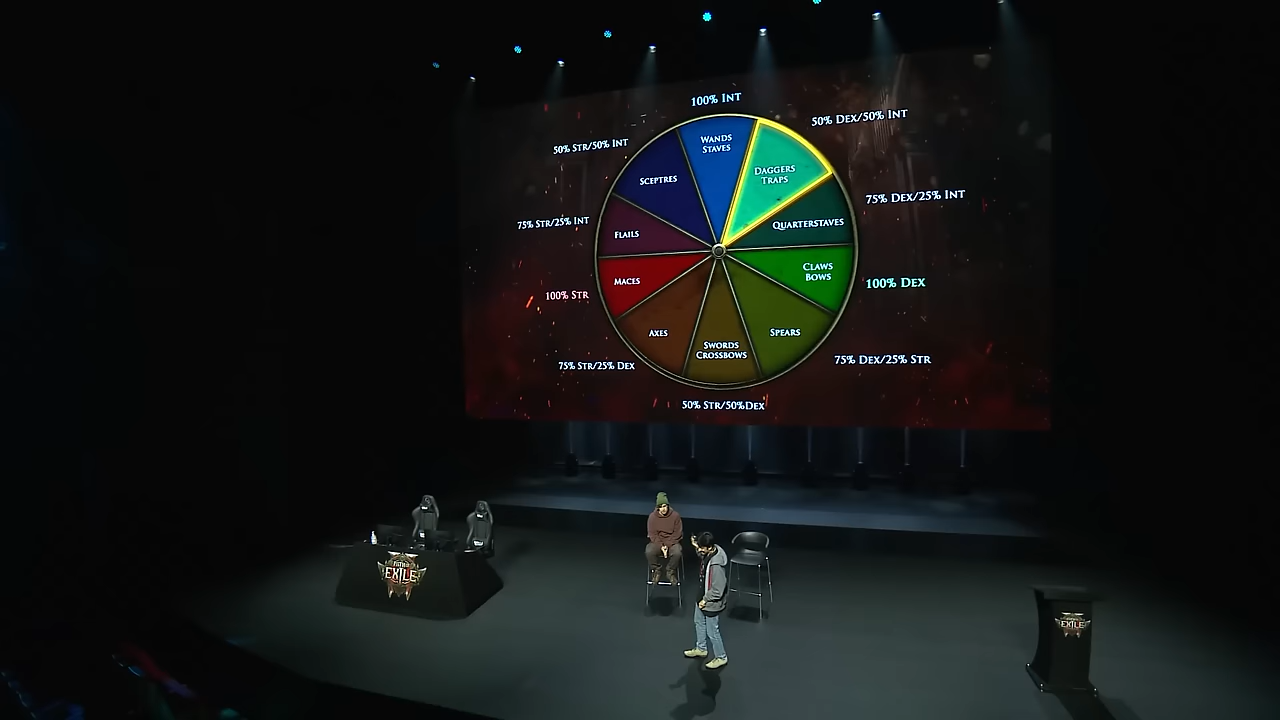 100% Int
50% Dex/50% Int
50% Str/50% Int
Wands
Staves
Daggers
Traps
Sceptres
75% Dex/25% Int
75% Str/25% Int
Flails
Quarterstaves
Claws
Bows
Maces
100% Dex
100% Str
Axes
Spears
Swords
Crossbows
75% Str/25% Dex
75% Dex/25% Str
50% Str/50%Dex
EXILE
EXILE